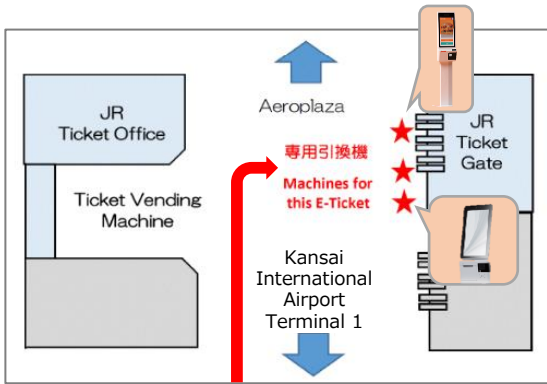 JR
Ticket Office
Ticket Vending
Machine
Aeroplaza
専用引換機
Machines for
this E-Ticket
Kansai
International
Airport
Terminal 1
JR
Ticket
Gate